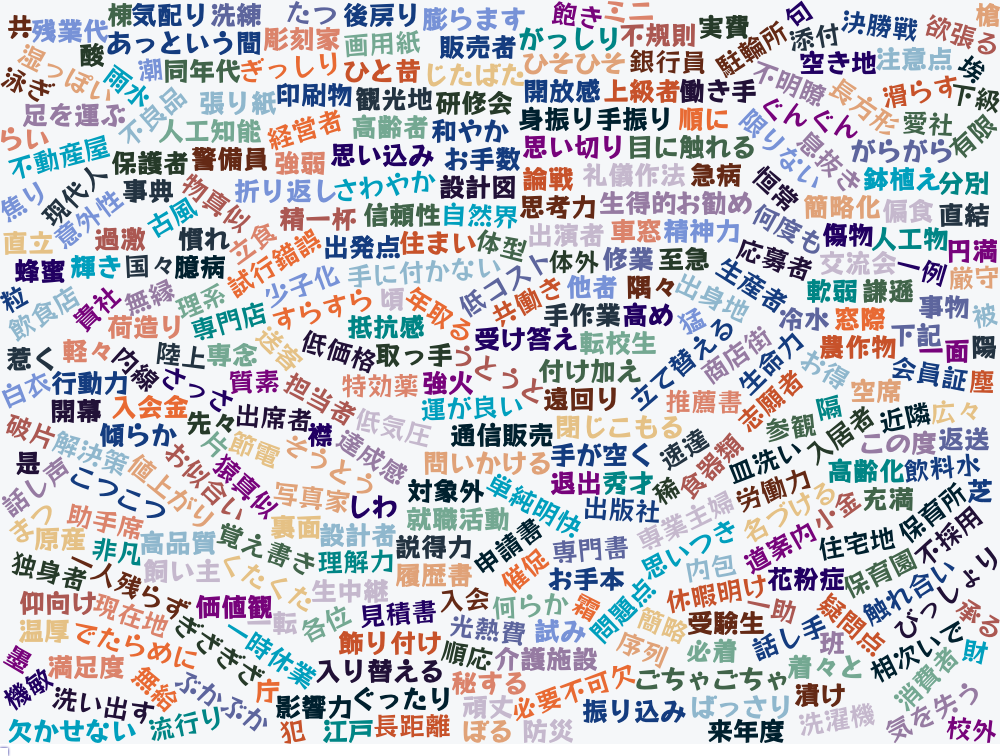 共
残業代
棟
気配り
洗練
たつ
後戻り
膨らます
飽き
ミニ
不規則
実費
句
添付
決勝戦
欲張る
槍
湿っぽい
酸
あっという間
彫刻家
画用紙
販売者
がっしり
駐輪所
空き地
注意点
埃
泳ぎ
雨水
潮
同年代
ぎっしり
ひと昔
じたばた
ひそひそ
銀行員
不明瞭
長方形
滑らす
下級
足を運ぶ
不良品
張り紙
印刷物
観光地
研修会
開放感
上級者
働き手
ぐんぐん
愛社
有限
らい
人工知能
経営者
高齢者
和やか
身振り手振り
順に
限りない
息抜き
がらがら
不動産屋
保護者
警備員
強弱
思い込み
お手数
思い切り
目に触れる
焦り
現代人
事典
物真似
折り返し
さわやか
設計図
論戦
礼儀作法
急病
恒常
鉢植え
分別
意外性
古風
精一杯
信頼性
自然界
思考力
生得的
お勧め
何度も
簡略化
偏食
直結
直立
過激
慣れ
立食
試行錯誤
出発点
住まい
体型
出演者
車窓
精神力
応募者
傷物
人工物
円満
蜂蜜
輝き
国々
臆病
少子化
手に付かない
低コスト
体外
修業
至急
生産者
交流会
一例
厳守
粒
飲食店
貴社
無縁
理系
すらすら
頃
年取る
共働き
他者
隅々
出身地
軟弱
謙遜
事物
被
荷造り
専門店
抵抗感
手作業
高め
猛
冷水
窓際
下記
惹く
軽々
内線
陸上
専念
送客
低価格
取っ手
受け答え
転校生
立て替える
商店街
生命力
農作物
一面
陽
白衣
行動力
さっさ
質素
担当者
特効薬
強火
うとうと
付け加え
お得
会員証
塵
開幕
入会金
先々
出席者
襟
低気圧
運が良い
遠回り
推薦書
志願者
空席
隔
近隣
広々
破片
傾らか
今
節電
そっとう
達成感
通信販売
閉じこもる
参観
入居者
この度
返送
是
解決策
お似合い
猿真似
問いかける
手が空く
速達
食器類
皿洗い
高齢化
飲料水
話し声
こつこつ
値上がり
写真家
しわ
対象外
単純明快
退出
秀才
稀
労働力
小金
充満
芝
まつ
助手席
裏面
設計者
就職活動
出版社
専業主婦
名づける
保育所
原産
非凡
高品質
覚え書き
理解力
説得力
申請書
専門書
思いつき
道案内
住宅地
不採用
独身者
一人残らず
飼い主
くたくた
生中継
履歴書
催促
お手本
内包
花粉症
保育園
びっしょり
仰向け
現在地
価値観
一転
各位
見積書
入会
何らか
霜
問題点
休暇明け
疑問点
触れ合い
承る
温厚
でたらめに
ぎざぎざ
一時休業
飾り付け
光熱費
試み
簡略
受験生
一助
話し手
班
相次いで
財
墨
満足度
無給
入り替える
順応
介護施設
序列
必着
着々と
消費者
機敏
洗い出す
ぶかぶか
庁
影響力
ぐったり
秘する
頑丈
必要不可欠
ごちゃごちゃ
漬け
気を失う
欠かせない
流行り
犯
江戸
長距離
ぼる
防災
振り込み
ばっさり
来年度
洗濯機
校外